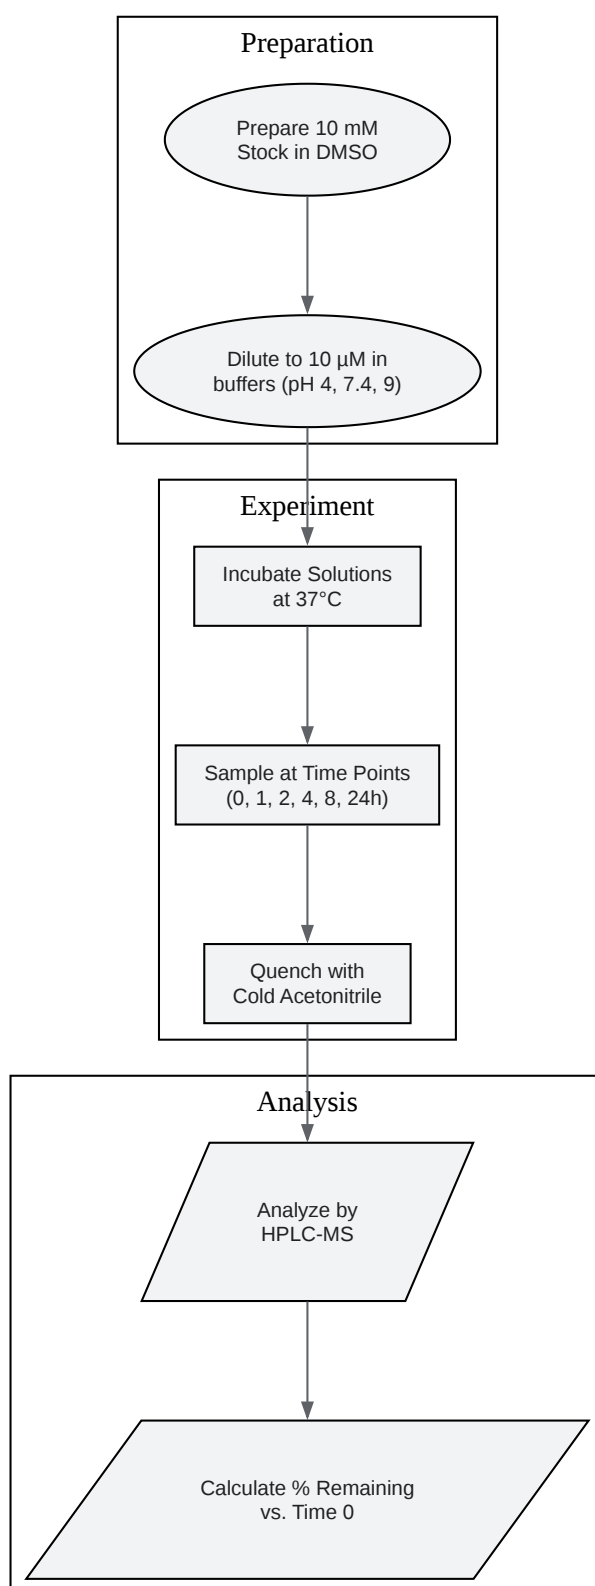 Preparation
Prepare 10 mM
Stock in DMSO
Dilute to 10 µM in
buffers (pH 4, 7.4, 9)
Experiment
Incubate Solutions
at 37°C
Sample at Time Points
(0, 1, 2, 4, 8, 24h)
Quench with
Cold Acetonitrile
Analysis
Analyze by
HPLC-MS
Calculate % Remaining
vs. Time 0